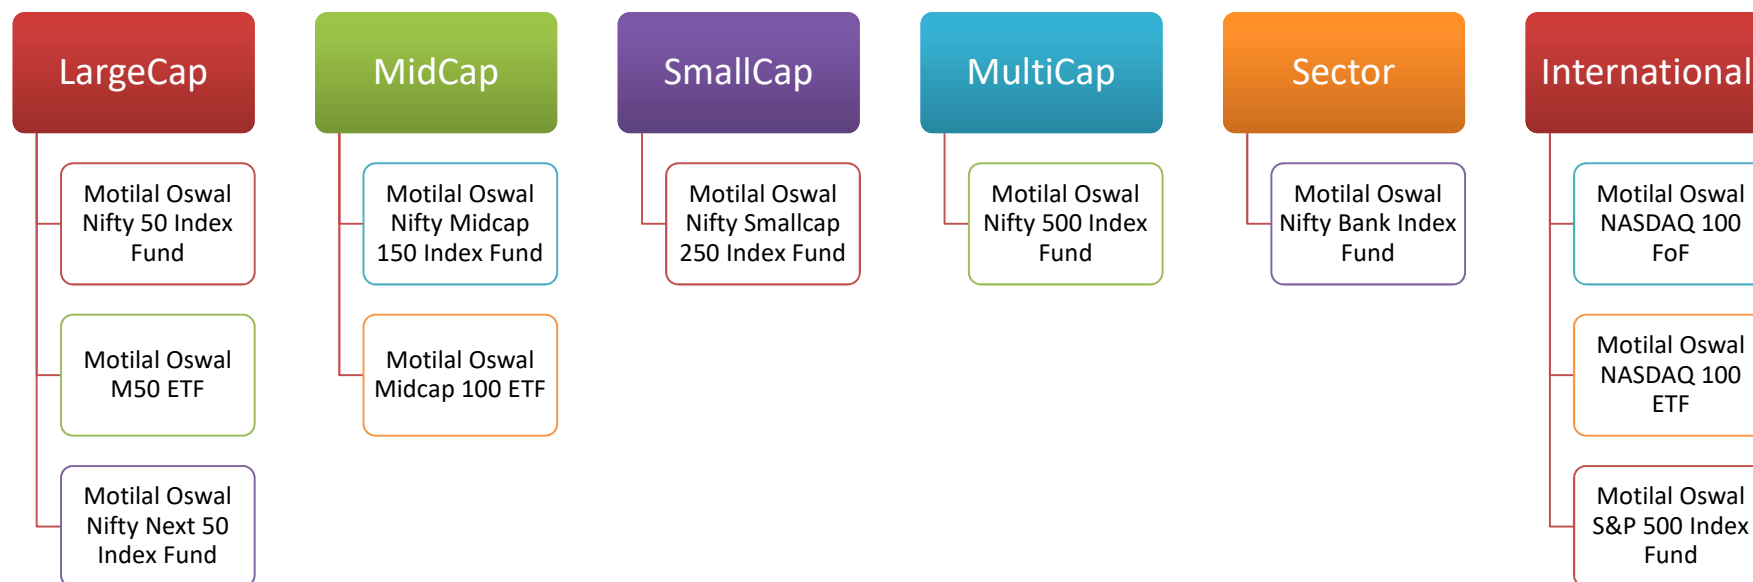 LargeCap
Motilal Oswal
Nifty 50 Index
Fund
Motilal Oswal
M50 ETF
Motilal Oswal
Nifty Next 50
Index Fund
MidCap
Motilal Oswal
Nifty Midcap
150 Index Fund
Motilal Oswal
Midcap 100 ETF
SmallCap
Motilal Oswal
Nifty Smallcap
250 Index Fund
MultiCap
Motilal Oswal
Nifty 500 Index
Fund
Sector
Motilal Oswal
Nifty Bank Index
Fund
International
Motilal Oswal
NASDAQ 100
FoF
Motilal Oswal
NASDAQ 100
ETF
Motilal Oswal
S&P 500 Index
Fund